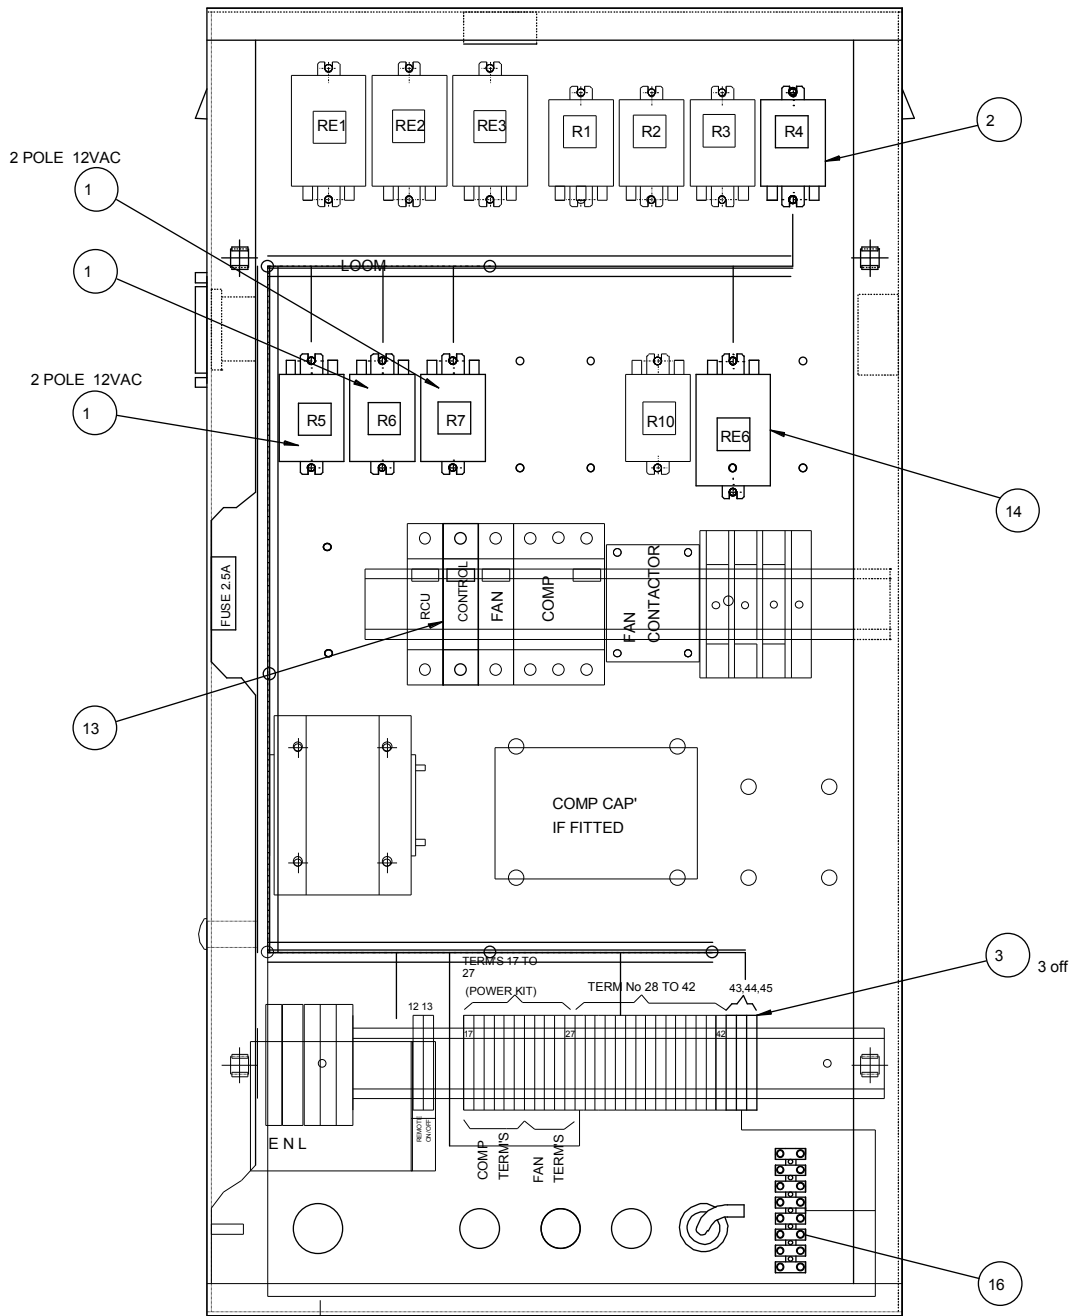 RE1
RE2
RE3
R1
R2
R3
R4
2
2 POLE 12VAC
1
1
LOOM
2 POLE 12VAC
1
R5
R6
R7
R10
RE6
14
FUSE 2.5A
RCU
CONTROL
FAN
COMP
FAN
CONTACTOR
13
COMP CAP'
IF FITTED
3
3 off
TERM'S 17 TO
27
(POWER KIT)
TERM No 28 TO 42
43,44,45
12 13
17
27
42
REMOTE
ON/OFF
E N L
COMP
TERM'S
FAN
TERM'S
16